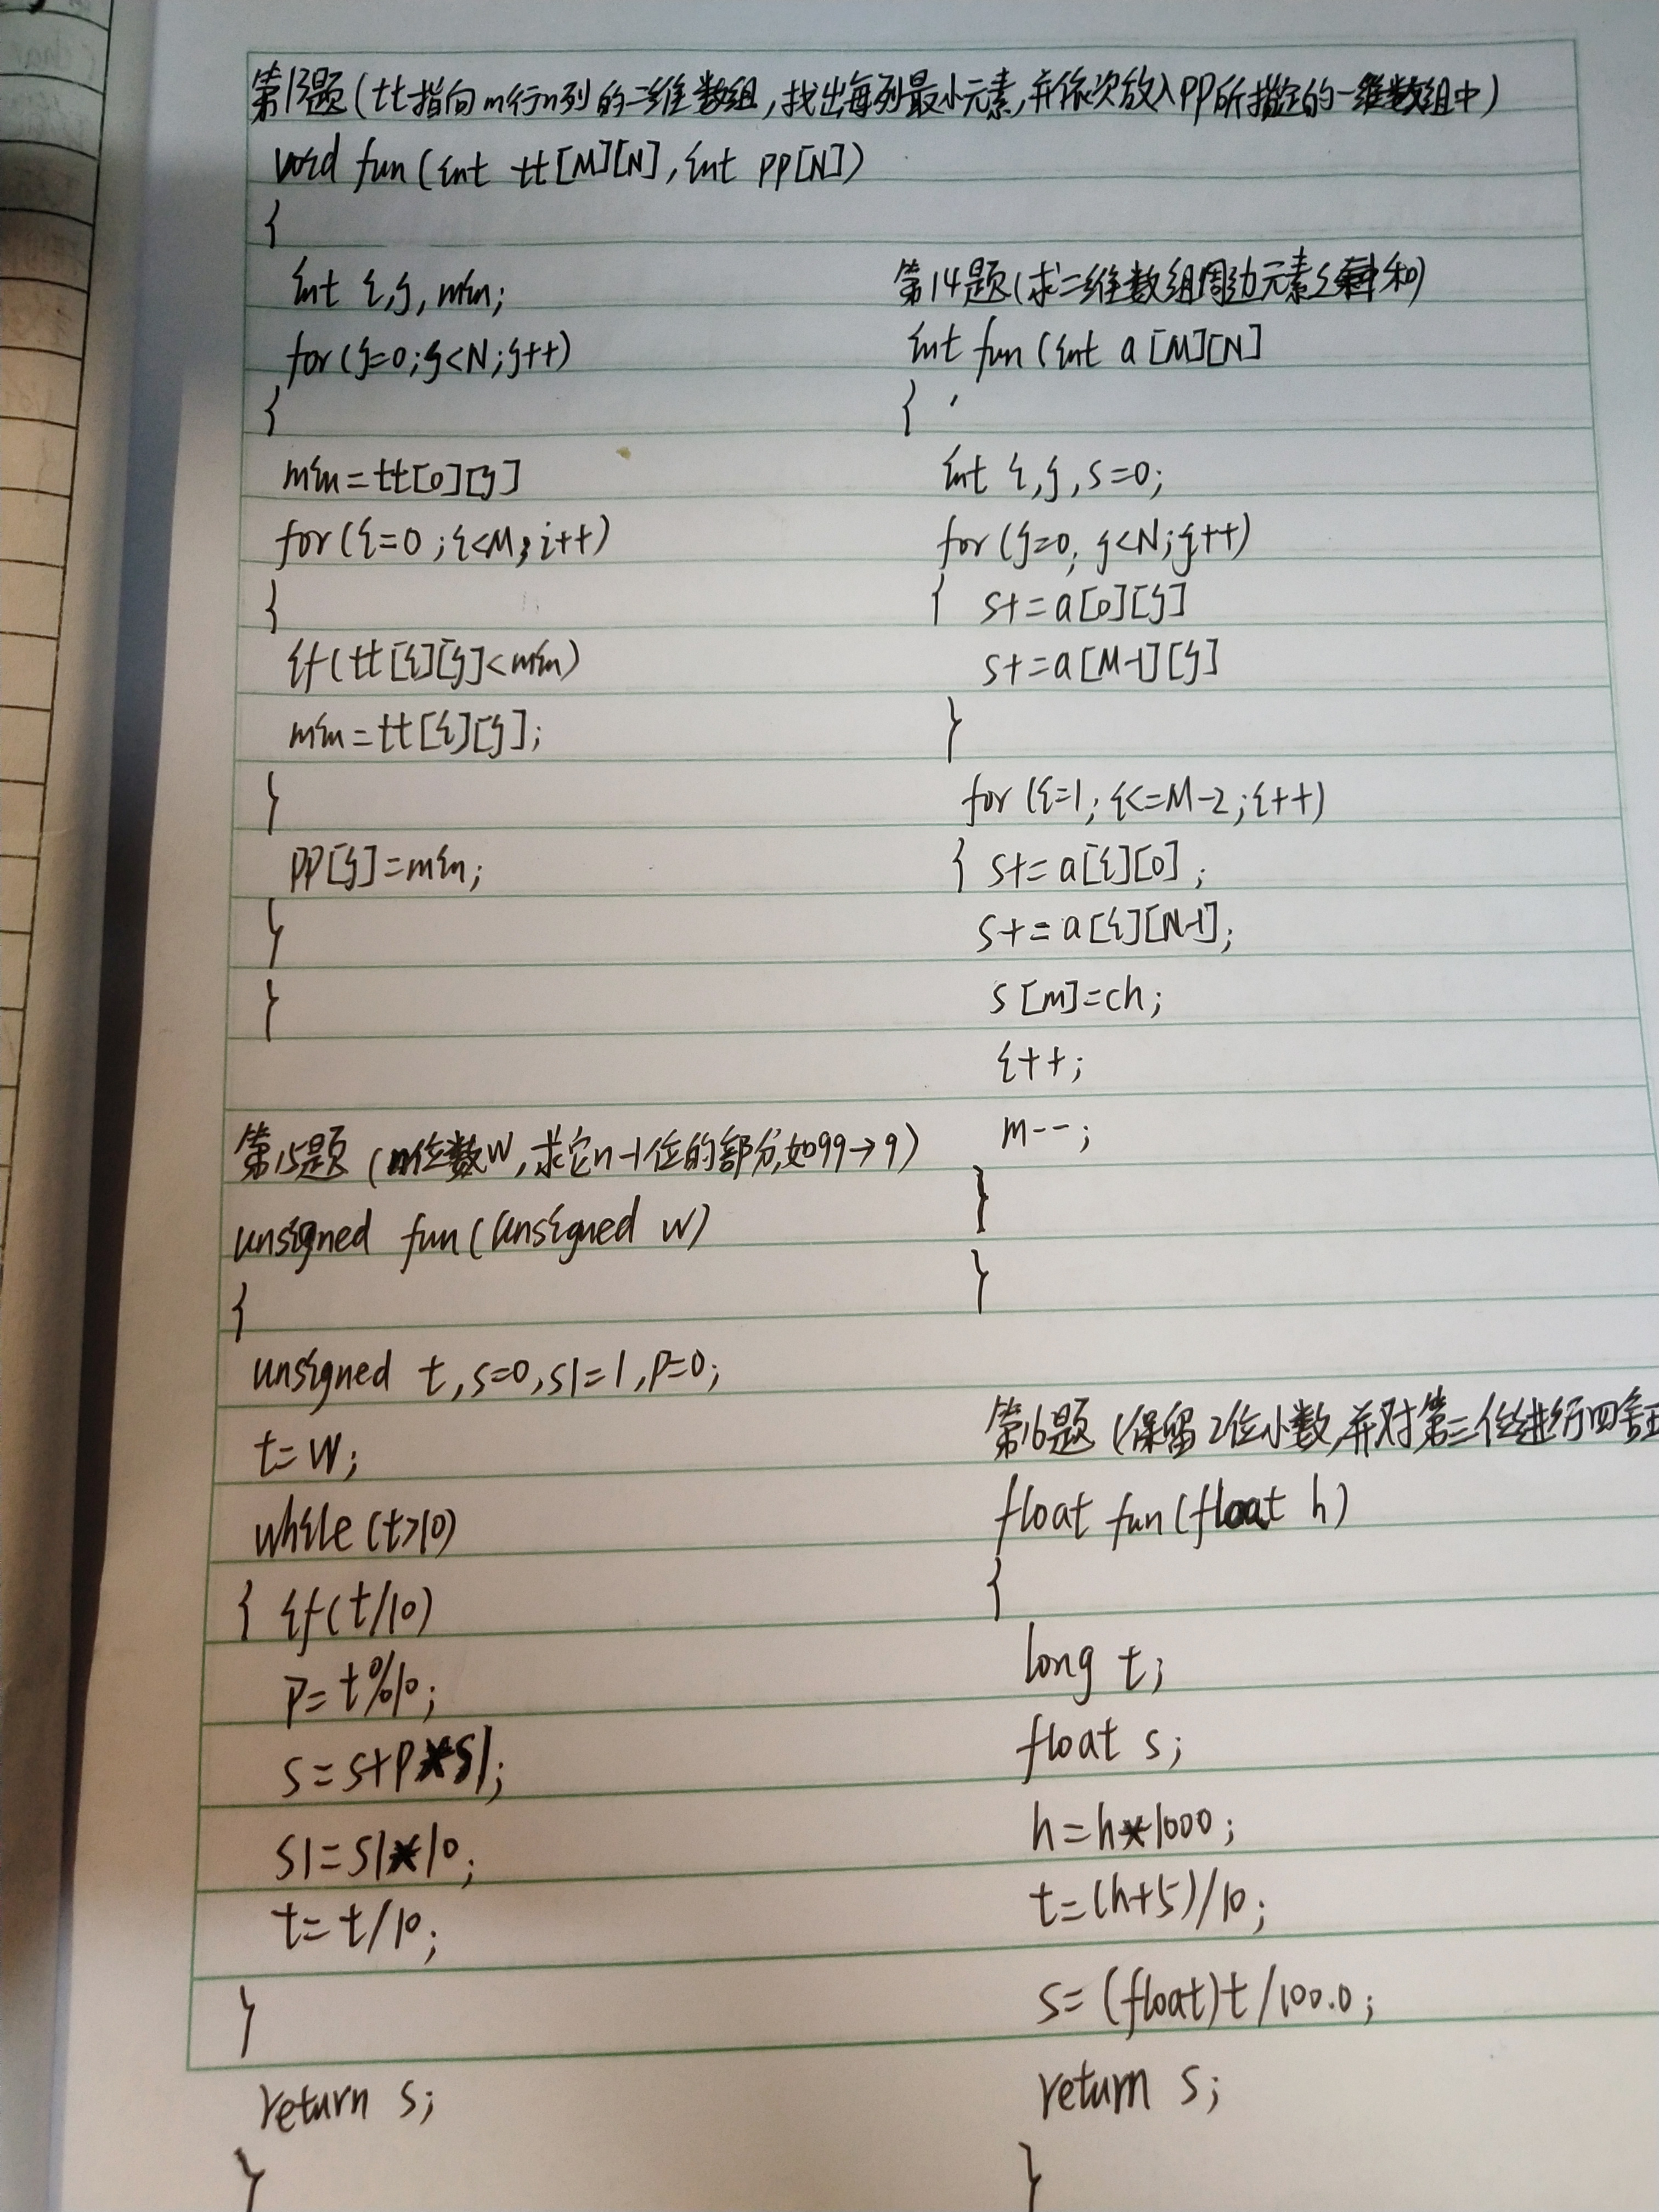 第13题(tt指向m行n列的二维数组,找出每列最小元素,并依次放入PP所指定的一维数组中)
void fun(int tt[M][N],int pp[N])
{
int i,j,min;
for(j=0;j<N;j++)
{
min=tt[0][j]
for(i=0;i<M;i++)
{
if(tt[i][j]<min)
min=tt[i][j];
}
PP[j]=min;
}
}
第14题(求二维数组周边元素之和)
int fun(int a[M][N]
{
int i,j,s=0;
for(j=0;j<N;j++)
{ s+=a[0][j]
s+=a[M-1][j]
}
for(i=1;i<=M-2;i++)
{ s+=a[i][0];
s+=a[i][N-1];
s[m]=ch;
i++;
m--;
}
}
第15题(n位数W,求它n-1位的部分,如99→9)
unsigned fun(unsigned w)
{
unsigned t,s=0,s1=1,p=0;
t=W;
while(t>10)
{ if(t/10)
P=t%10;
s=s+p*s1;
s1=s1*10;
t=t/10;
}
return s;
}
第16题(保留2位小数,并对第三位进行四舍五
float fun(float h)
{
long t;
float s;
h=h*1000;
t=(h+5)/10;
s=(float)t/100.0;
return s;
}